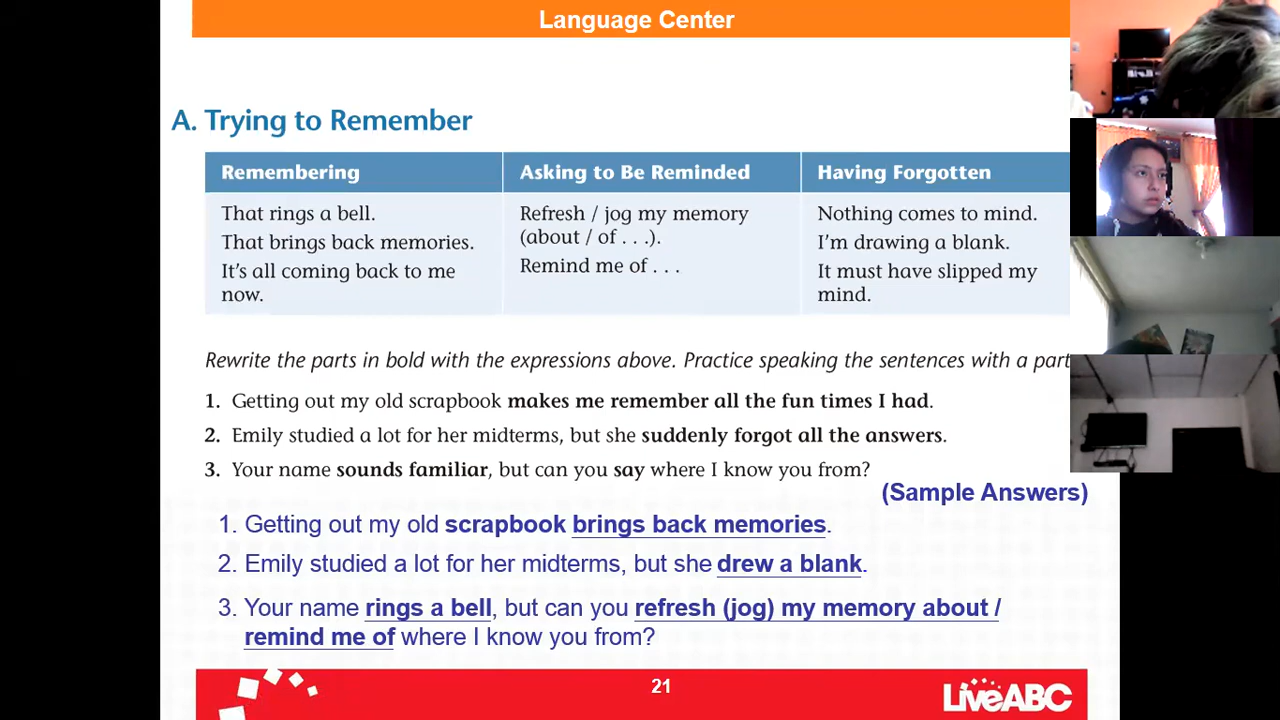 Language Center
A. Trying to Remember
Remembering
Asking to Be Reminded
Having Forgotten
That rings a bell.
That brings back memories.
It's all coming back to me
now.
Refresh / jog my memory
(about / of . . .).
Remind me of . . .
Nothing comes to mind.
I'm drawing a blank.
It must have slipped my
mind.
Rewrite the parts in bold with the expressions above. Practice speaking the sentences with a part
1. Getting out my old scrapbook makes me remember all the fun times I had.
2. Emily studied a lot for her midterms, but she suddenly forgot all the answers.
3. Your name sounds familiar, but can you say where I know you from?
(Sample Answers)
1. Getting out my old scrapbook brings back memories.
2. Emily studied a lot for her midterms, but she drew a blank.
3. Your name rings a bell, but can you refresh (jog) my memory about /
remind me of where I know you from?
21
LiveABC